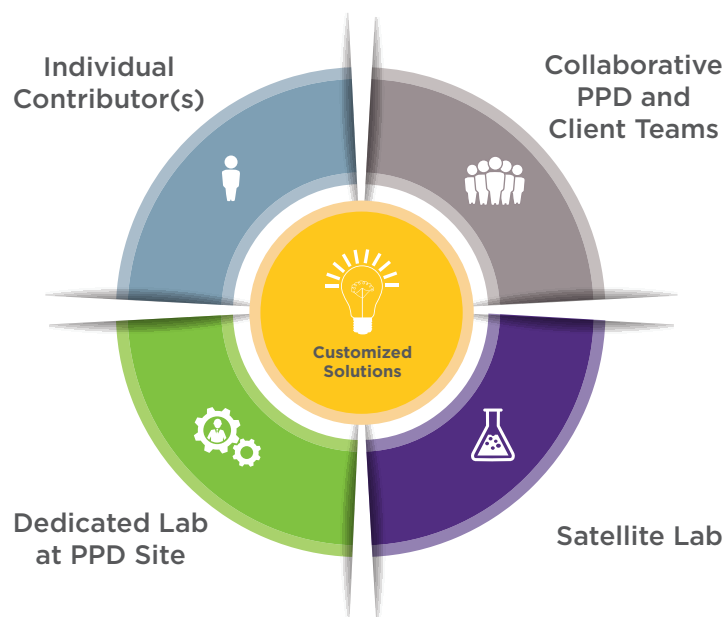 Individual
Contributor(s)
Collaborative
PPD and
Client Teams
Customized
Solutions
Dedicated Lab
at PPD Site
Satellite Lab